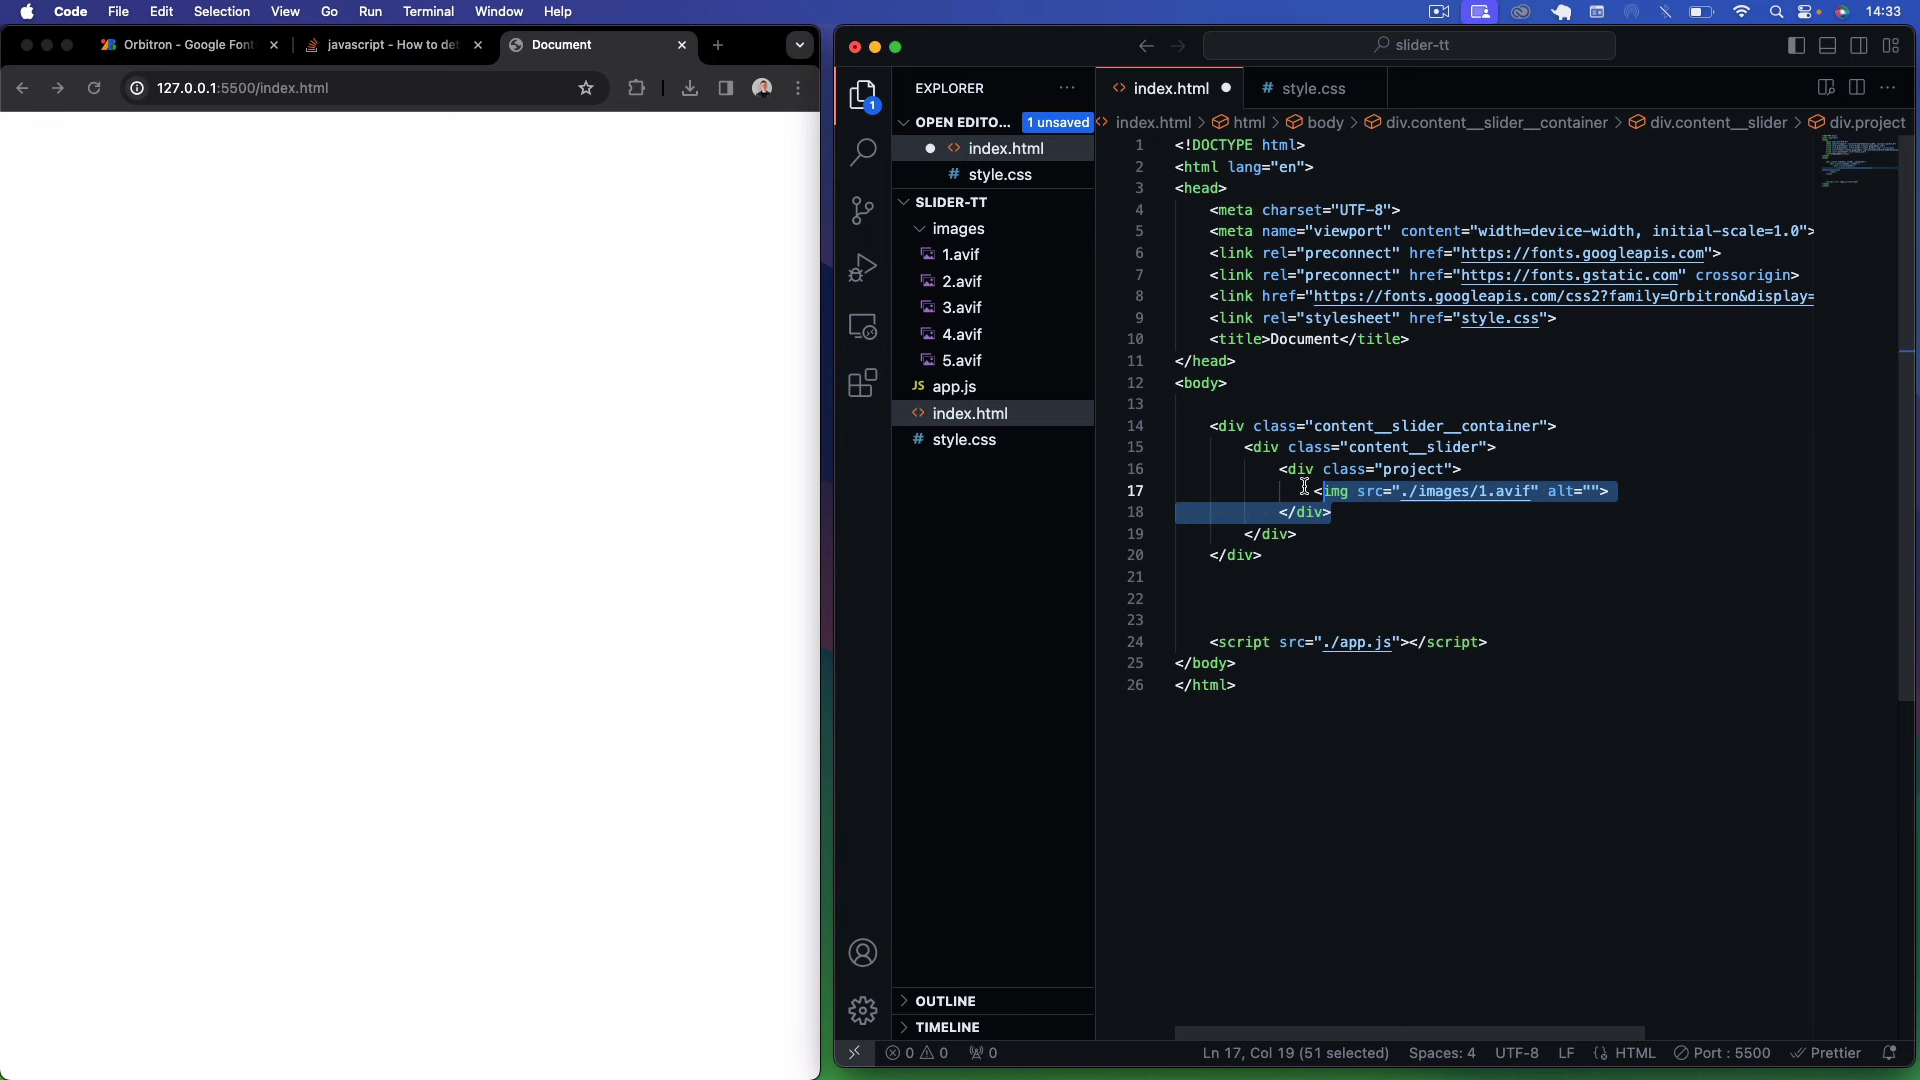 Code File Edit Selection View Go Run Terminal Window Help 14:33
Orbitron - Google Font javascript - How to det Document
127.0.0.1:5500/index.html
slider-tt
EXPLORER
index.html style.css
OPEN EDITO... 1 unsaved
index.html > html > body > div.content__slider__container > div.content__slider > div.project
index.html
style.css
SLIDER-TT
images
1.avif
2.avif
3.avif
4.avif
5.avif
JS app.js
index.html
style.css
OUTLINE
TIMELINE
1 <!DOCTYPE html>
2 <html lang="en">
3 <head>
4 <meta charset="UTF-8">
5 <meta name="viewport" content="width=device-width, initial-scale=1.0">
6 <link rel="preconnect" href="https://fonts.googleapis.com">
7 <link rel="preconnect" href="https://fonts.gstatic.com" crossorigin>
8 <link href="https://fonts.googleapis.com/css2?family=Orbitron&display=
9 <link rel="stylesheet" href="style.css">
10 <title>Document</title>
11 </head>
12 <body>
13
14 <div class="content__slider__container">
15 <div class="content__slider">
16 <div class="project">
17 <img src="./images/1.avif" alt="">
18 </div>
19 </div>
20 </div>
21
22
23
24 <script src="./app.js"></script>
25 </body>
26 </html>
0 0 0 Ln 17, Col 19 (51 selected) Spaces: 4 UTF-8 LF HTML Port : 5500 Prettier